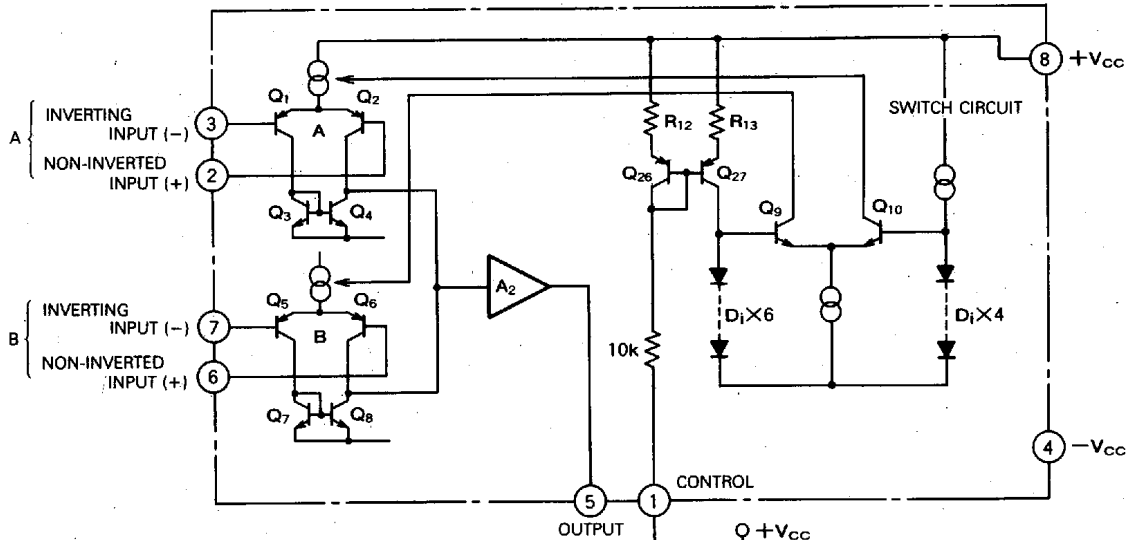 8
+VCC
SWITCH CIRCUIT
Q1
Q2
A
INVERTING
INPUT (-)
3
A
NON-INVERTED
INPUT (+)
2
Q3
Q4
R12
R13
Q26
Q27
Q9
Q10
Q5
Q6
B
INVERTING
INPUT (-)
7
B
NON-INVERTED
INPUT (+)
6
Q7
Q8
A2
10k
Di×6
Di×4
4
-VCC
5
OUTPUT
1
CONTROL
Q +VCC